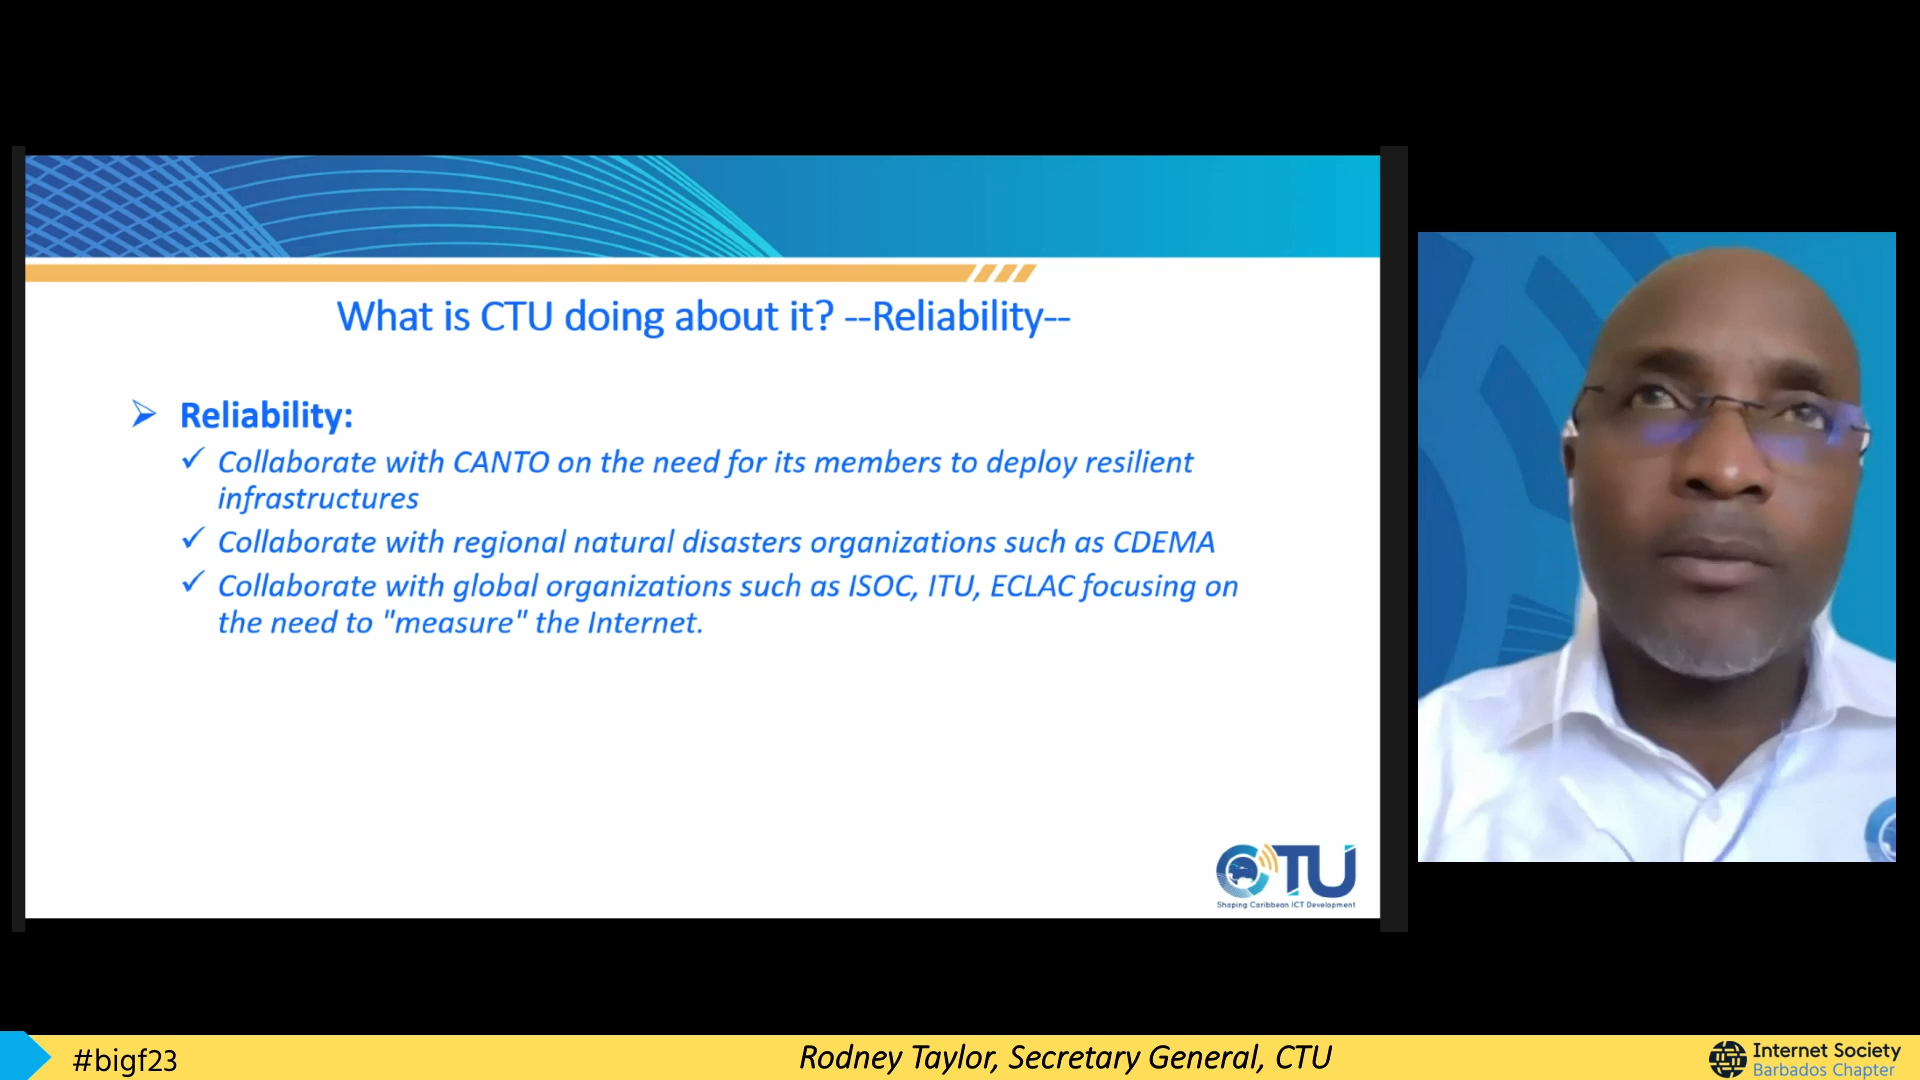 What is CTU doing about it? --Reliability--
Reliability:
Collaborate with CANTO on the need for its members to deploy resilient
infrastructures
Collaborate with regional natural disasters organizations such as CDEMA
Collaborate with global organizations such as ISOC, ITU, ECLAC focusing on
the need to "measure" the Internet.
CTU
Shaping Caribbean ICT Development
#bigf23
Rodney Taylor, Secretary General, CTU
Internet Society
Barbados Chapter